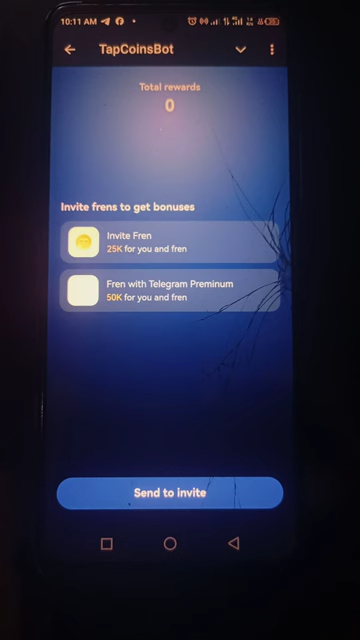 10:11 AM
TapCoinsBot
Total rewards
0
Invite frens to get bonuses
Invite Fren
25K for you and fren
Fren with Telegram Preminum
50K for you and fren
Send to invite